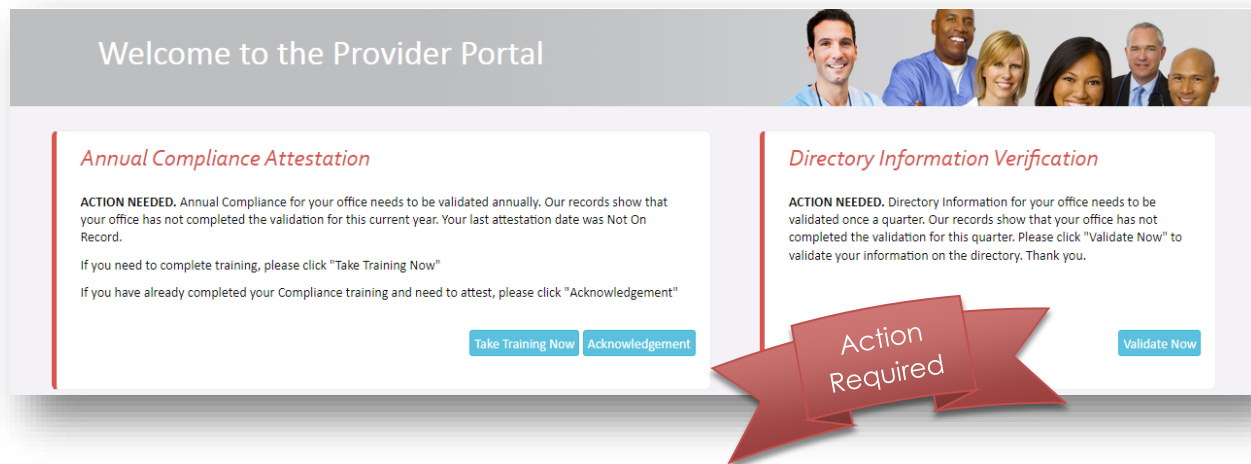 Welcome to the Provider Portal
Annual Compliance Attestation
ACTION NEEDED. Annual Compliance for your office needs to be validated annually. Our records show that
your office has not completed the validation for this current year. Your last attestation date was Not On
Record.
If you need to complete training, please click "Take Training Now"
If you have already completed your Compliance training and need to attest, please click "Acknowledgement"
Take Training Now
Acknowledgement
Directory Information Verification
ACTION NEEDED. Directory Information for your office needs to be
validated once a quarter. Our records show that your office has not
completed the validation for this quarter. Please click "Validate Now" to
validate your information on the directory. Thank you.
Validate Now
Action
Required